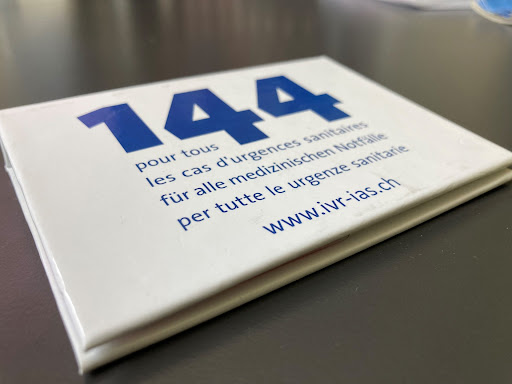 144
pour tous
les cas d'urgences sanitaires
für alle medizinischen Notfälle
per tutte le urgenze sanitarie
www.ivr-ias.ch